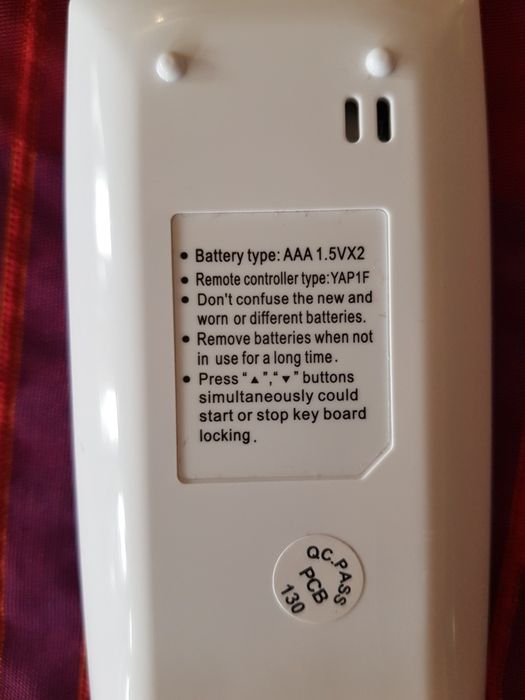 • Battery type: AAA 1.5VX2
• Remote controller type:YAP1F
• Don't confuse the new and
worn or different batteries.
• Remove batteries when not
in use for a long time.
• Press “▲”,“▼” buttons
simultaneously could
start or stop key board
locking.
QC.PASS
PCB
130